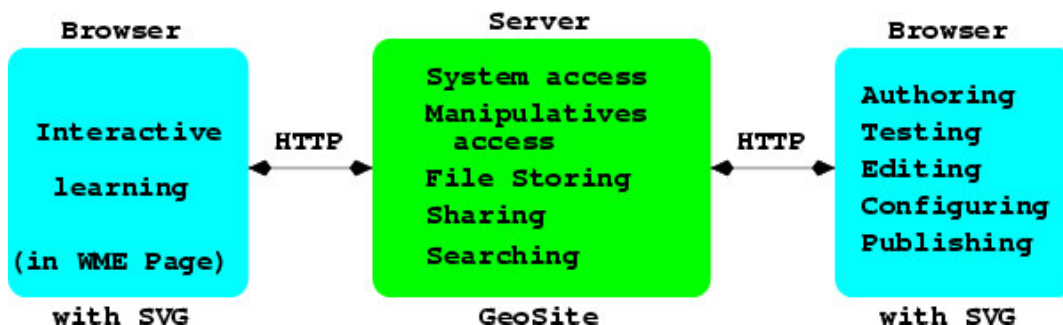 Browser
Interactive
learning
(in WME Page)
with SVG
HTTP
Server
System access
Manipulatives
access
File Storing
Sharing
Searching
GeoSite
HTTP
Browser
Authoring
Testing
Editing
Configuring
Publishing
with SVG